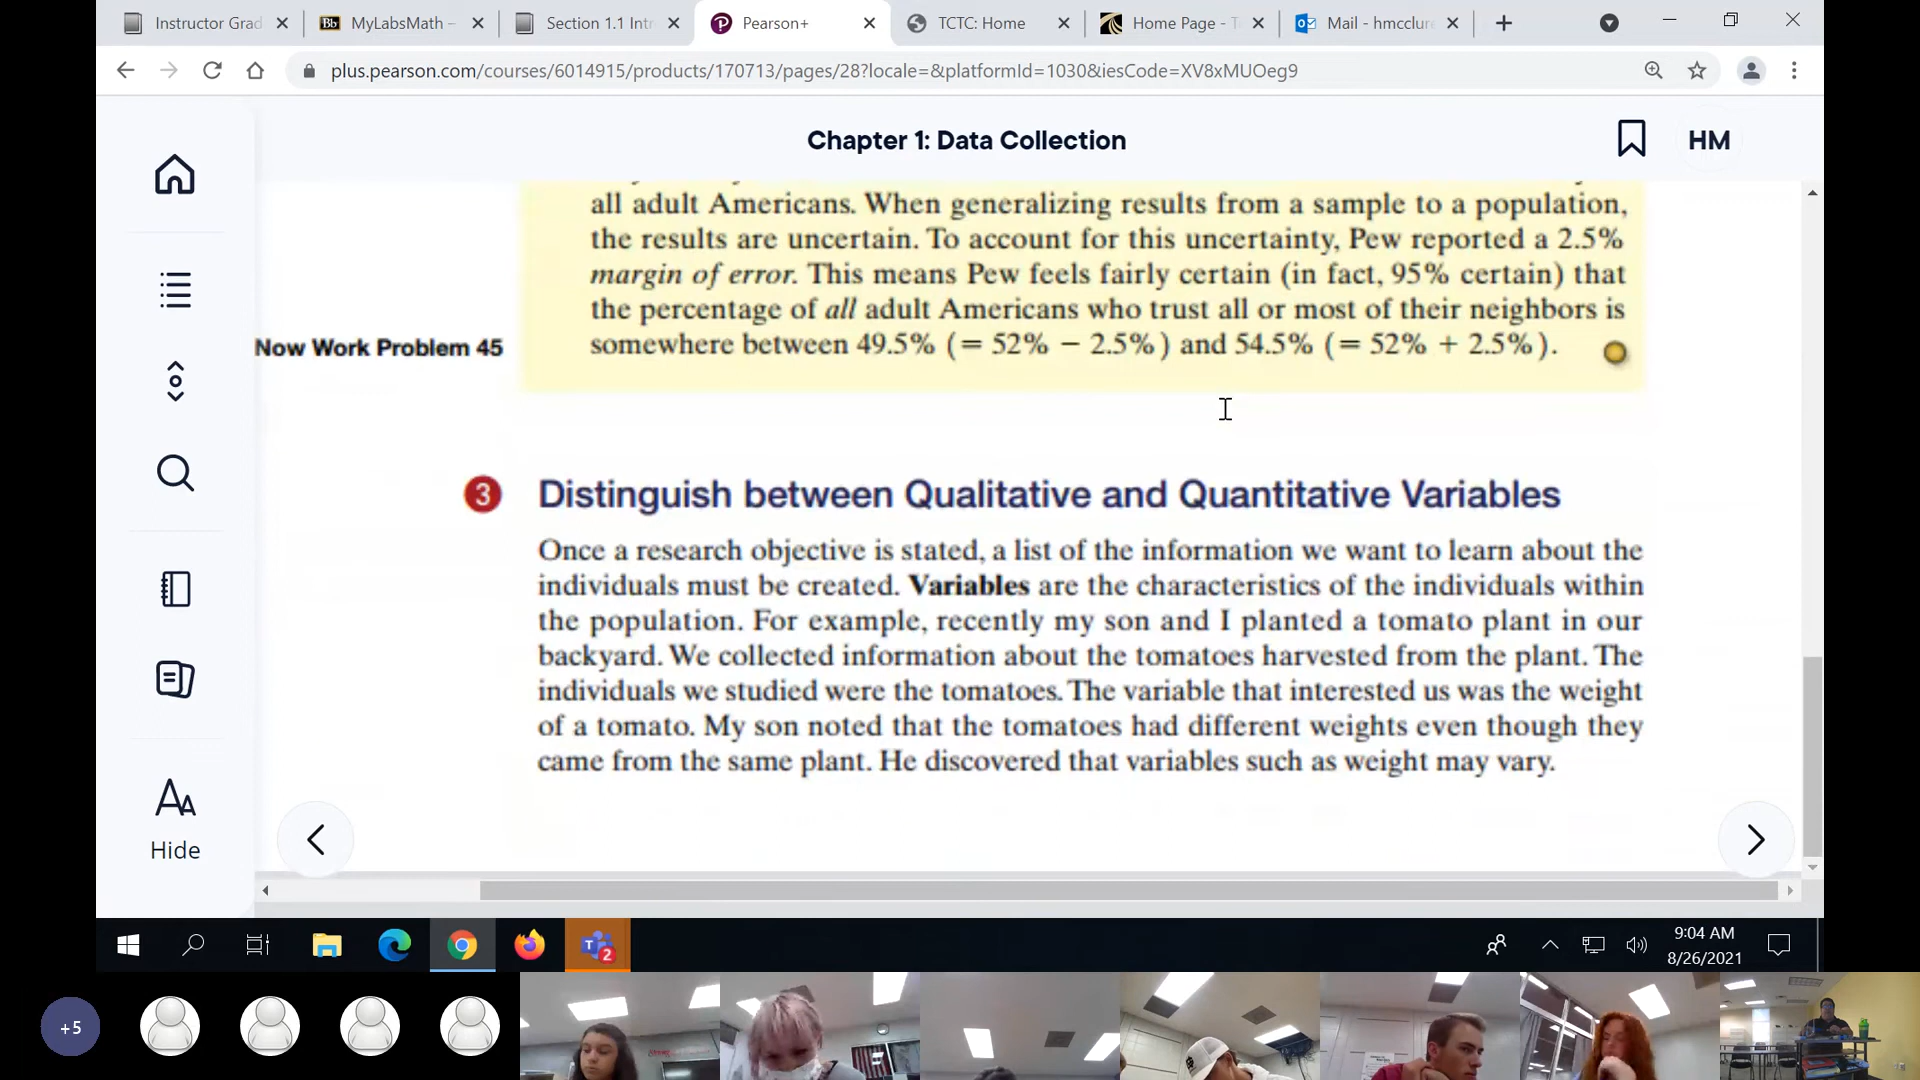 Instructor Grad
MyLabsMath –
Section 1.1 Intr
Pearson+
TCTC: Home
Home Page - T
Mail - hmcclure
plus.pearson.com/courses/6014915/products/170713/pages/28?locale=&platformId=1030&iesCode=XV8xMUOeg9
Chapter 1: Data Collection
HM
all adult Americans. When generalizing results from a sample to a population,
the results are uncertain. To account for this uncertainty, Pew reported a 2.5%
margin of error. This means Pew feels fairly certain (in fact, 95% certain) that
the percentage of all adult Americans who trust all or most of their neighbors is
somewhere between 49.5% (= 52% − 2.5%) and 54.5% (= 52% + 2.5%).
Now Work Problem 45
3 Distinguish between Qualitative and Quantitative Variables
Once a research objective is stated, a list of the information we want to learn about the
individuals must be created. Variables are the characteristics of the individuals within
the population. For example, recently my son and I planted a tomato plant in our
backyard. We collected information about the tomatoes harvested from the plant. The
individuals we studied were the tomatoes. The variable that interested us was the weight
of a tomato. My son noted that the tomatoes had different weights even though they
came from the same plant. He discovered that variables such as weight may vary.
Hide
9:04 AM
8/26/2021
2
+5